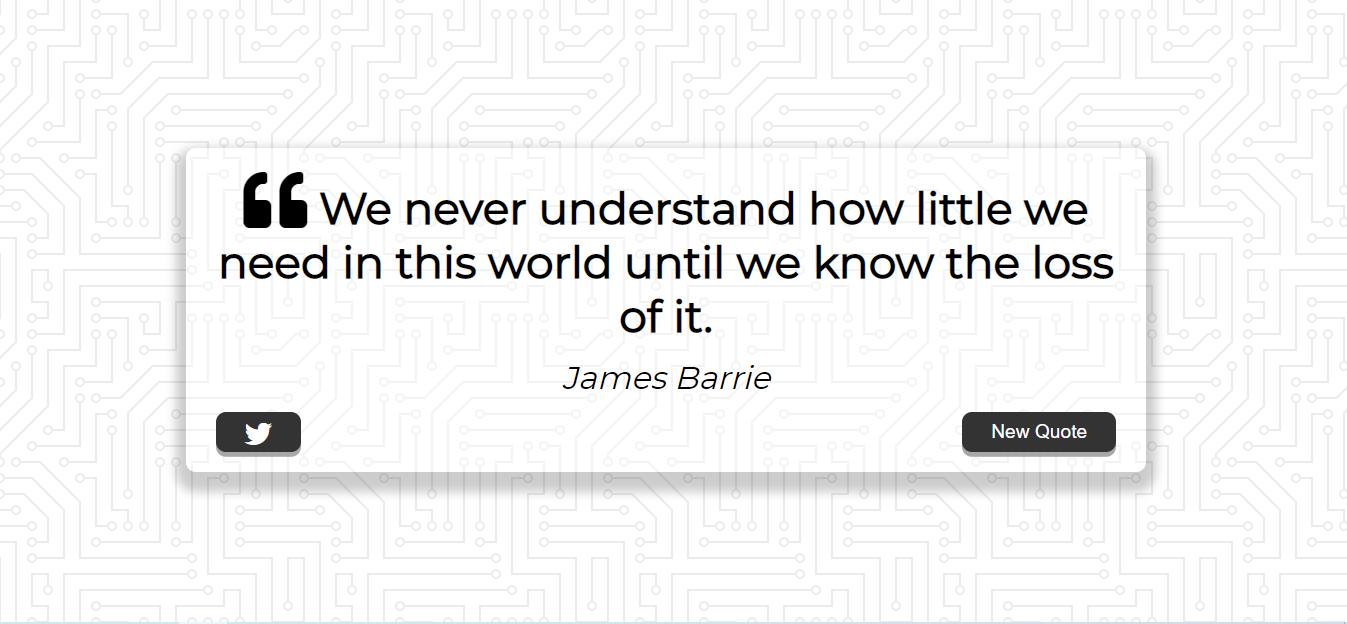 “ We never understand how little we
need in this world until we know the loss
of it.
James Barrie
New Quote